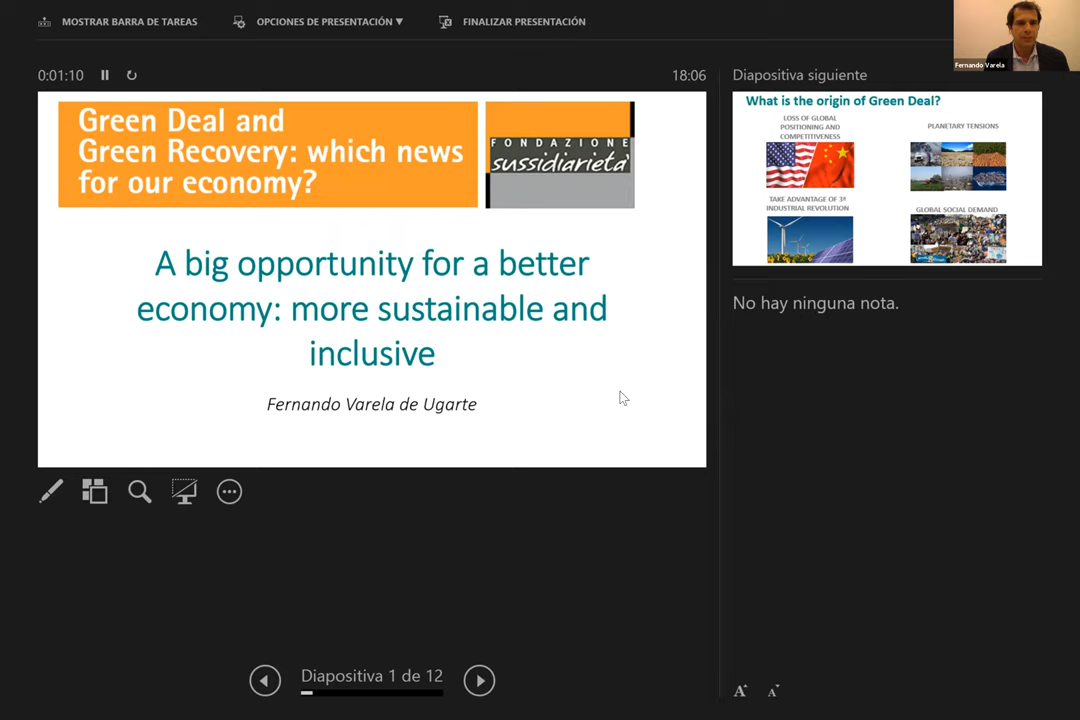 MOSTRAR BARRA DE TAREAS
OPCIONES DE PRESENTACIÓN ▼
FINALIZAR PRESENTACIÓN
Fernando Varela
0:01:10
18:06
Green Deal and
Green Recovery: which news
for our economy?
FONDAZIONE
sussidiarietà
A big opportunity for a better
economy: more sustainable and
inclusive
Fernando Varela de Ugarte
Diapositiva 1 de 12
Diapositiva siguiente
What is the origin of Green Deal?
LOSS OF GLOBAL
POSITIONING AND
COMPETITIVENESS
PLANETARY TENSIONS
TAKE ADVANTAGE OF 3ª
INDUSTRIAL REVOLUTION
GLOBAL SOCIAL DEMAND
No hay ninguna nota.
A A